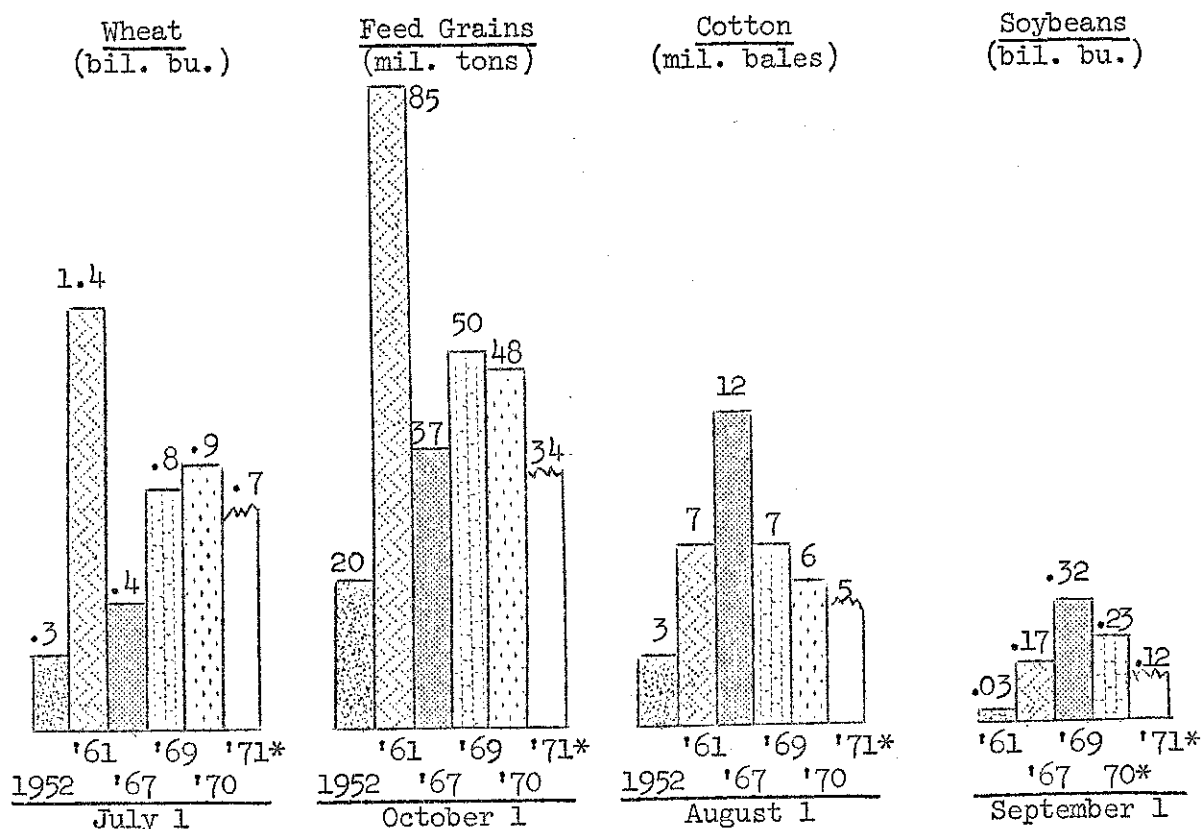 Wheat
(bil. bu.)
Feed Grains
(mil. tons)
Cotton
(mil. bales)
Soybeans
(bil. bu.)
.3
1.4
.4
.8
.9
.7
'61 '69 '71*
1952 '67 '70
July 1
20
85
37
50
48
34
'61 '69 '71*
1952 '67 '70
October 1
3
7
12
7
6
5
'61 '69 '71*
1952 '67 '70
August 1
.03
.17
.32
.23
.12
'61 '69 '71*
'67 70*
September 1